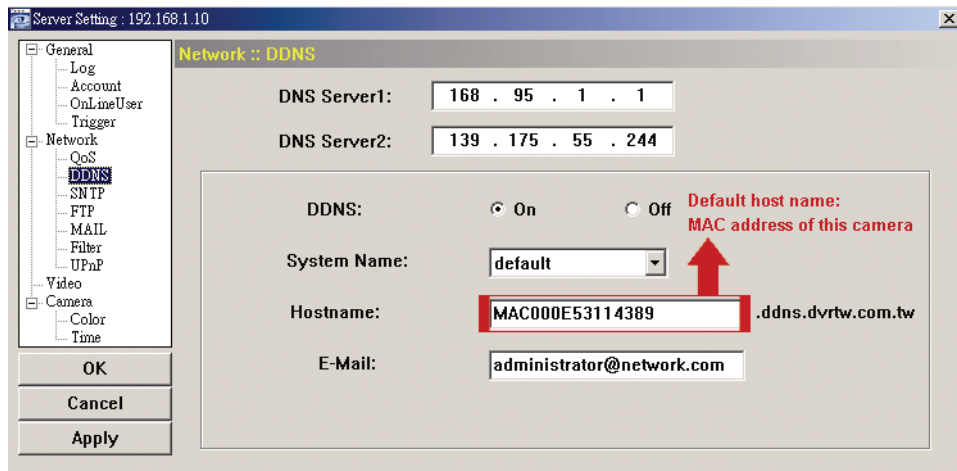 Server Setting : 192.168.1.10
General
Log
Account
OnLineUser
Trigger
Network
QoS
DDNS
SNTP
FTP
MAIL
Filter
UPnP
Video
Camera
Color
Time
OK
Cancel
Apply
Network :: DDNS
DNS Server1: 168 . 95 . 1 . 1
DNS Server2: 139 . 175 . 55 . 244
DDNS: On Off
Default host name:
MAC address of this camera
System Name: default
Hostname: MAC000E53114389 .ddns.dvrtw.com.tw
E-Mail: administrator@network.com